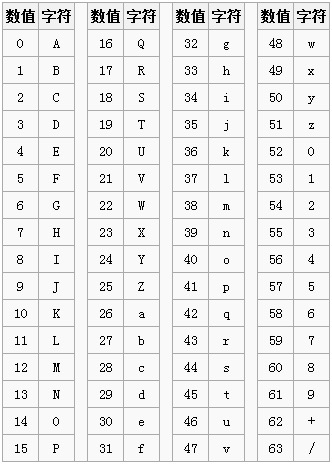 数值 字符 数值 字符 数值 字符 数值 字符
0 A 16 Q 32 g 48 w
1 B 17 R 33 h 49 x
2 C 18 S 34 i 50 y
3 D 19 T 35 j 51 z
4 E 20 U 36 k 52 0
5 F 21 V 37 l 53 1
6 G 22 W 38 m 54 2
7 H 23 X 39 n 55 3
8 I 24 Y 40 o 56 4
9 J 25 Z 41 p 57 5
10 K 26 a 42 q 58 6
11 L 27 b 43 r 59 7
12 M 28 c 44 s 60 8
13 N 29 d 45 t 61 9
14 O 30 e 46 u 62 +
15 P 31 f 47 v 63 /